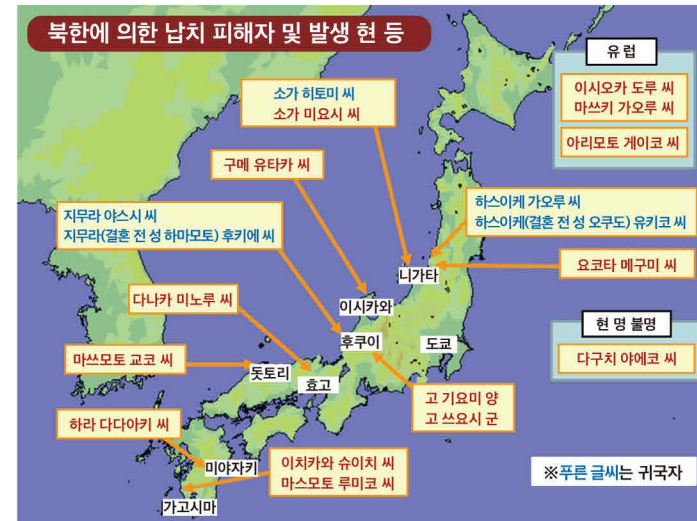 북한에 의한 납치 피해자 및 발생 현 등
유럽
이시오카 도루 씨
마쓰키 가오루 씨
아리모토 게이코 씨
소가 히토미 씨
소가 미요시 씨
구메 유타카 씨
지무라 야스시 씨
지무라(결혼 전 성 하마모토) 후키에 씨
하스이케 가오루 씨
하스이케(결혼 전 성 오쿠도) 유키코 씨
니가타
요코타 메구미 씨
다나카 미노루 씨
이시카와
현 명 불명
다구치 야에코 씨
후쿠이
도쿄
마쓰모토 교코 씨
돗토리
효고
고 기요미 양
고 쓰요시 군
하라 다다아키 씨
미야자키
이치카와 슈이치 씨
마스모토 루미코 씨
가고시마
※푸른 글씨는 귀국자